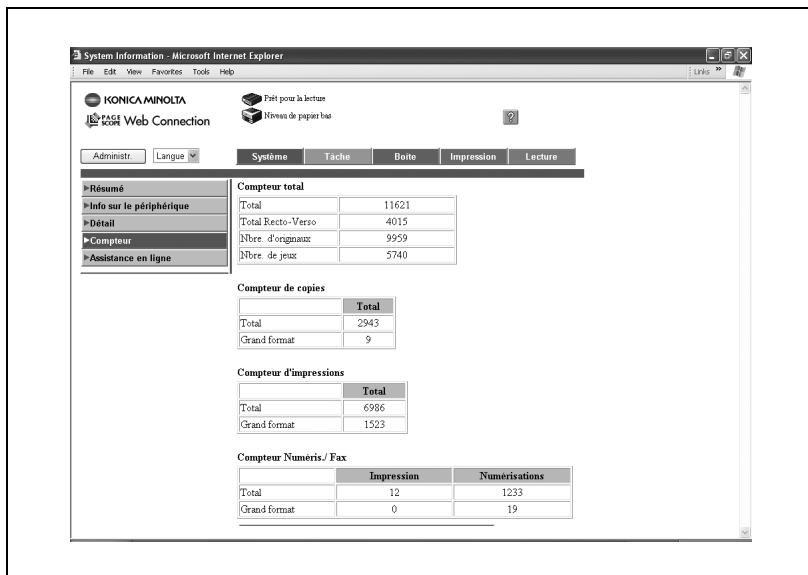 System Information - Microsoft Internet Explorer
File Edit View Favorites Tools Help
Links »
KONICA MINOLTA
PAGE SCOPE Web Connection
Prêt pour la lecture
Niveau de papier bas
?
Administr. Langue
Système Tâche Boîte Impression Lecture
Résumé
Info sur le périphérique
Détail
Compteur
Assistance en ligne
Compteur total
Total 11621
Total Recto-Verso 4015
Nbre. d'originaux 9959
Nbre. de jeux 5740
Compteur de copies
Total
Total 2943
Grand format 9
Compteur d'impressions
Total
Total 6986
Grand format 1523
Compteur Numéris./ Fax
Impression Numérisations
Total 12 1233
Grand format 0 19